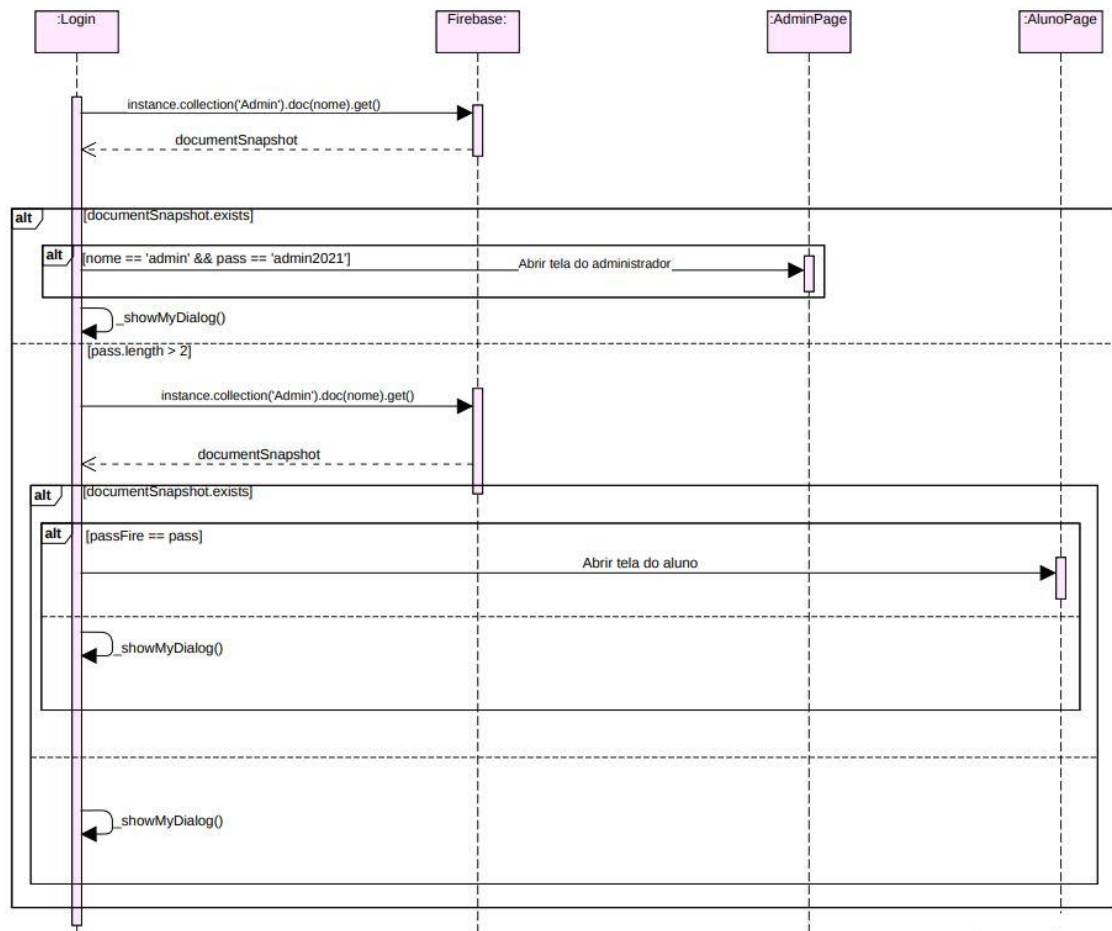 :Login
Firebase:
:AdminPage
:AlunoPage
instance.collection('Admin').doc(nome).get()
documentSnapshot
alt
[documentSnapshot.exists]
alt
[nome == 'admin' && pass == 'admin2021']
Abrir tela do administrador
_showMyDialog()
[pass.length > 2]
instance.collection('Admin').doc(nome).get()
documentSnapshot
alt
[documentSnapshot.exists]
alt
[passFire == pass]
Abrir tela do aluno
_showMyDialog()
_showMyDialog()